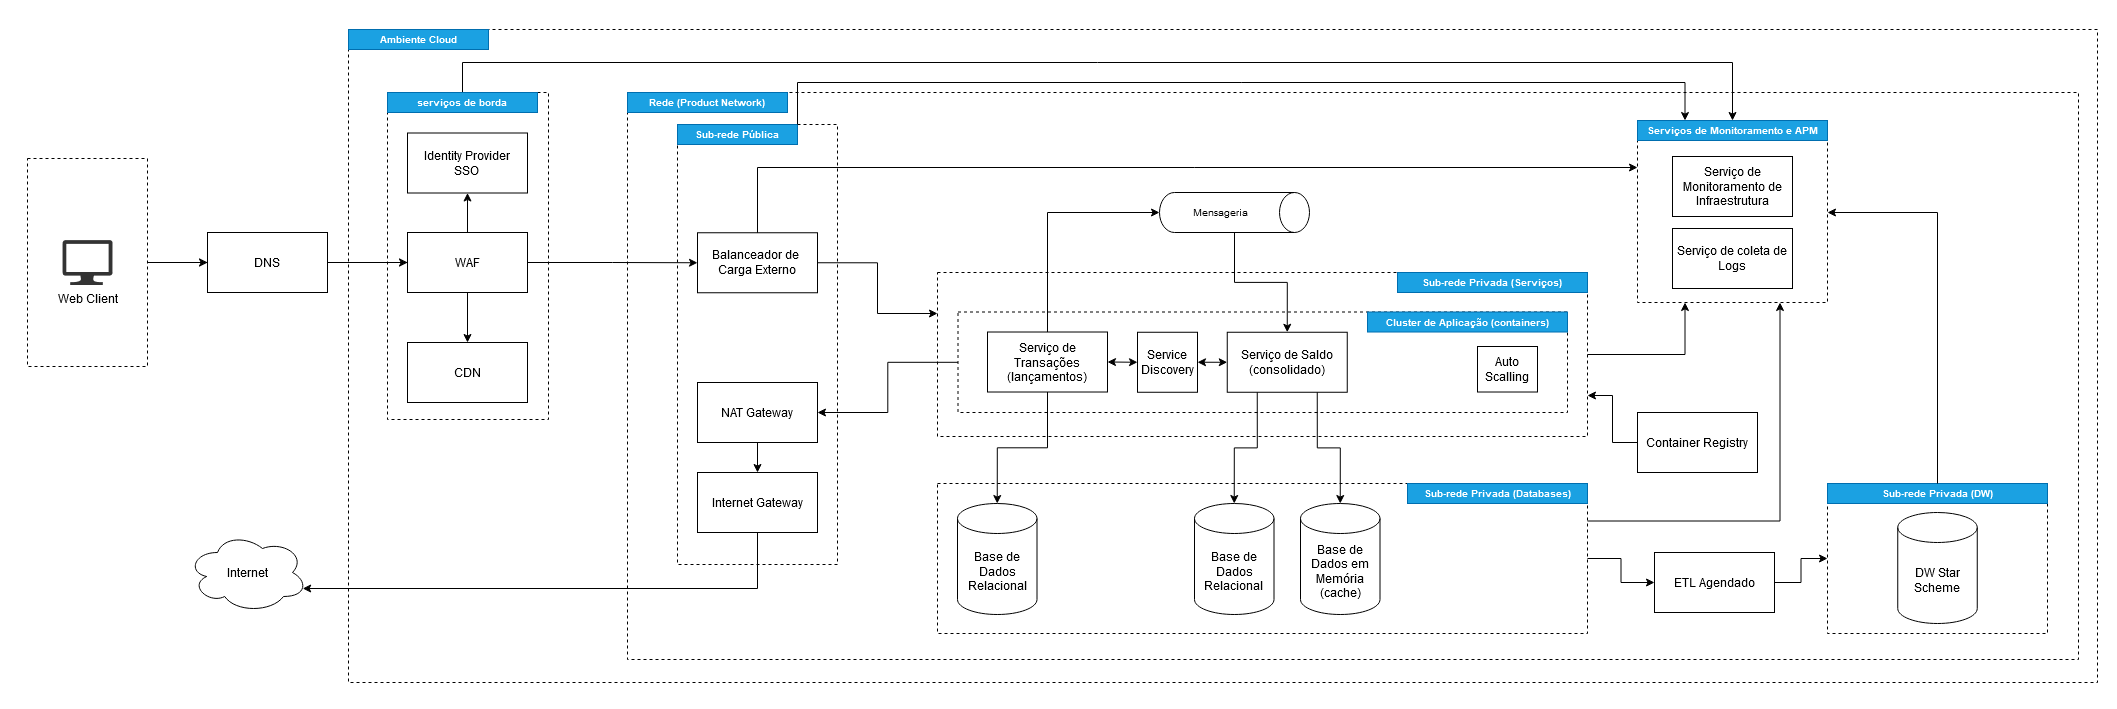 Ambiente Cloud
serviços de borda
Rede (Product Network)
Sub-rede Pública
Serviços de Monitoramento e APM
Identity Provider
SSO
Serviço de
Monitoramento de
Infraestrutura
Mensageria
Web Client
DNS
WAF
Balanceador de
Carga Externo
Serviço de coleta de
Logs
Sub-rede Privada (Serviços)
Cluster de Aplicação (containers)
Serviço de
Transações
(lançamentos)
Service
Discovery
Serviço de Saldo
(consolidado)
Auto
Scalling
CDN
NAT Gateway
Container Registry
Internet Gateway
Sub-rede Privada (Databases)
Sub-rede Privada (DW)
Internet
Base de
Dados
Relacional
Base de
Dados
Relacional
Base de
Dados em
Memória
(cache)
ETL Agendado
DW Star
Scheme